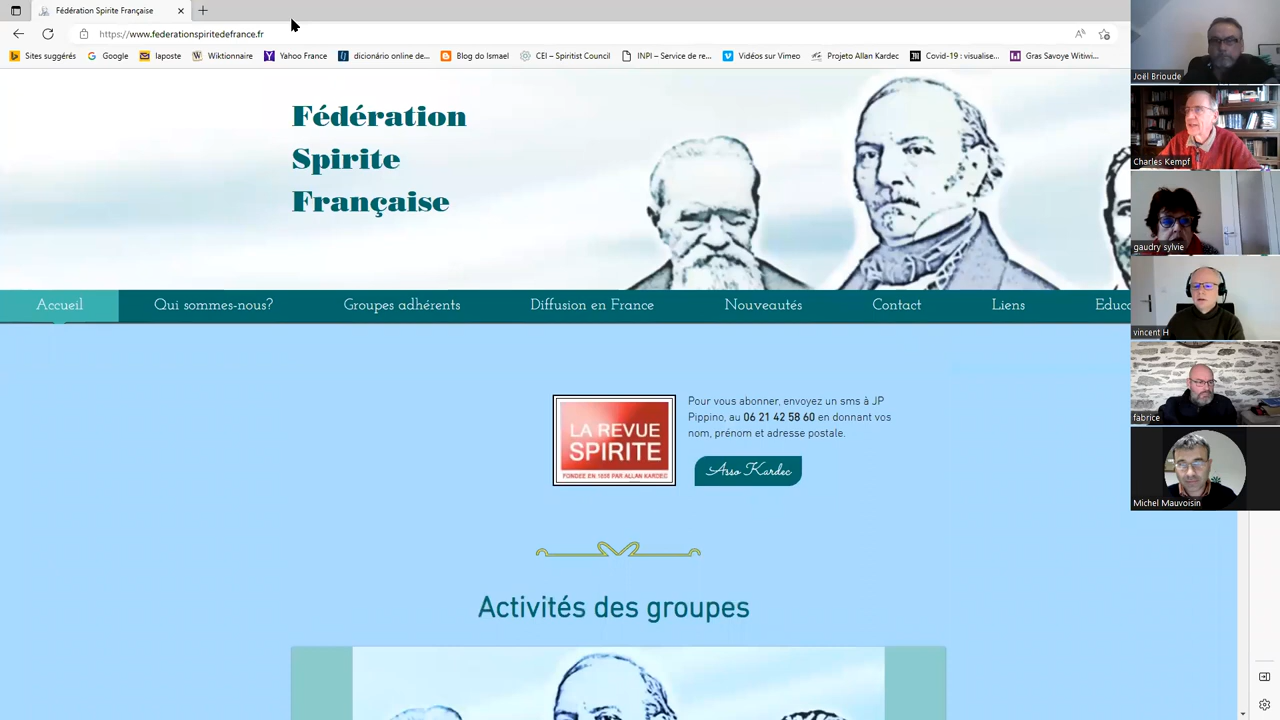 Fédération Spirite Française
https://www.federationspiritedefrance.fr
Sites suggérés
Google
laposte
Wiktionnaire
Yahoo France
dicionário online de...
Blog do Ismael
CEI – Spiritist Council
INPI – Service de re...
Vidéos sur Vimeo
Projeto Allan Kardec
Covid-19 : visualise...
Gras Savoye Witiwi...
Fédération
Spirite
Française
Accueil
Qui sommes-nous?
Groupes adhérents
Diffusion en France
Nouveautés
Contact
Liens
Educ
LA REVUE
SPIRITE
FONDÉE EN 1858 PAR ALLAN KARDEC
Pour vous abonner, envoyez un sms à JP
Pippino, au 06 21 42 58 60 en donnant vos
nom, prénom et adresse postale.
Asso Kardec
Activités des groupes
Joël Brioude
Charles Kempf
gaudry sylvie
vincent H
fabrice
Michel Mauvoisin